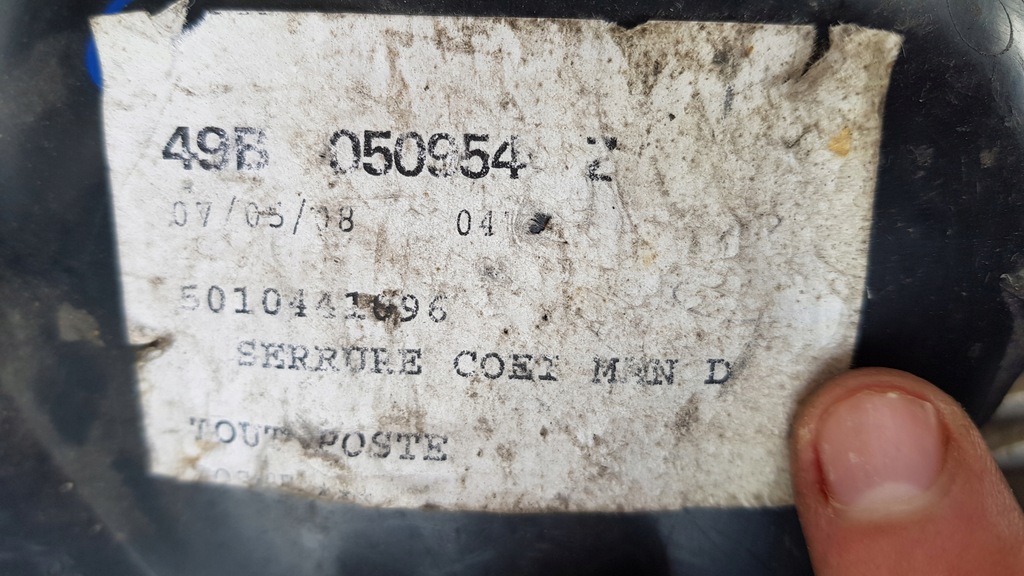 49B 050954 Z
07/05/08 04
5010441696
SERRURE COET MAN D
TOUT POSTE